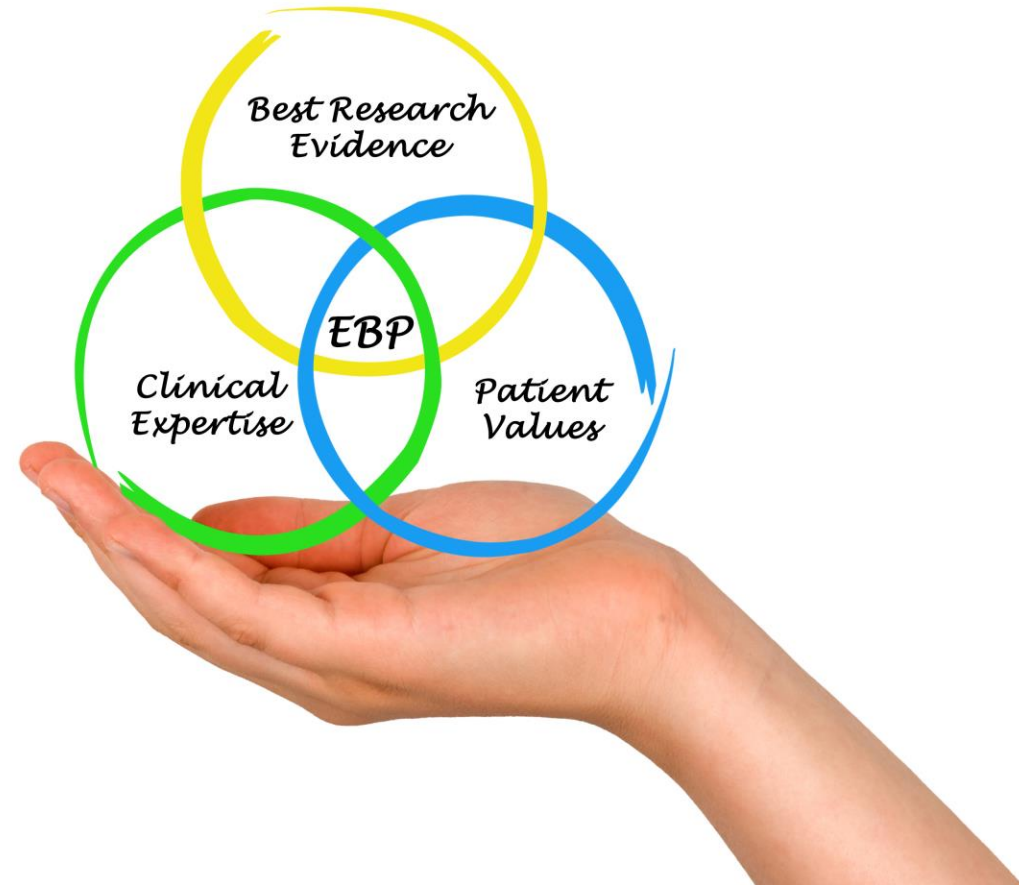 Best Research
Evidence
EBP
Clinical
Expertise
Patient
Values